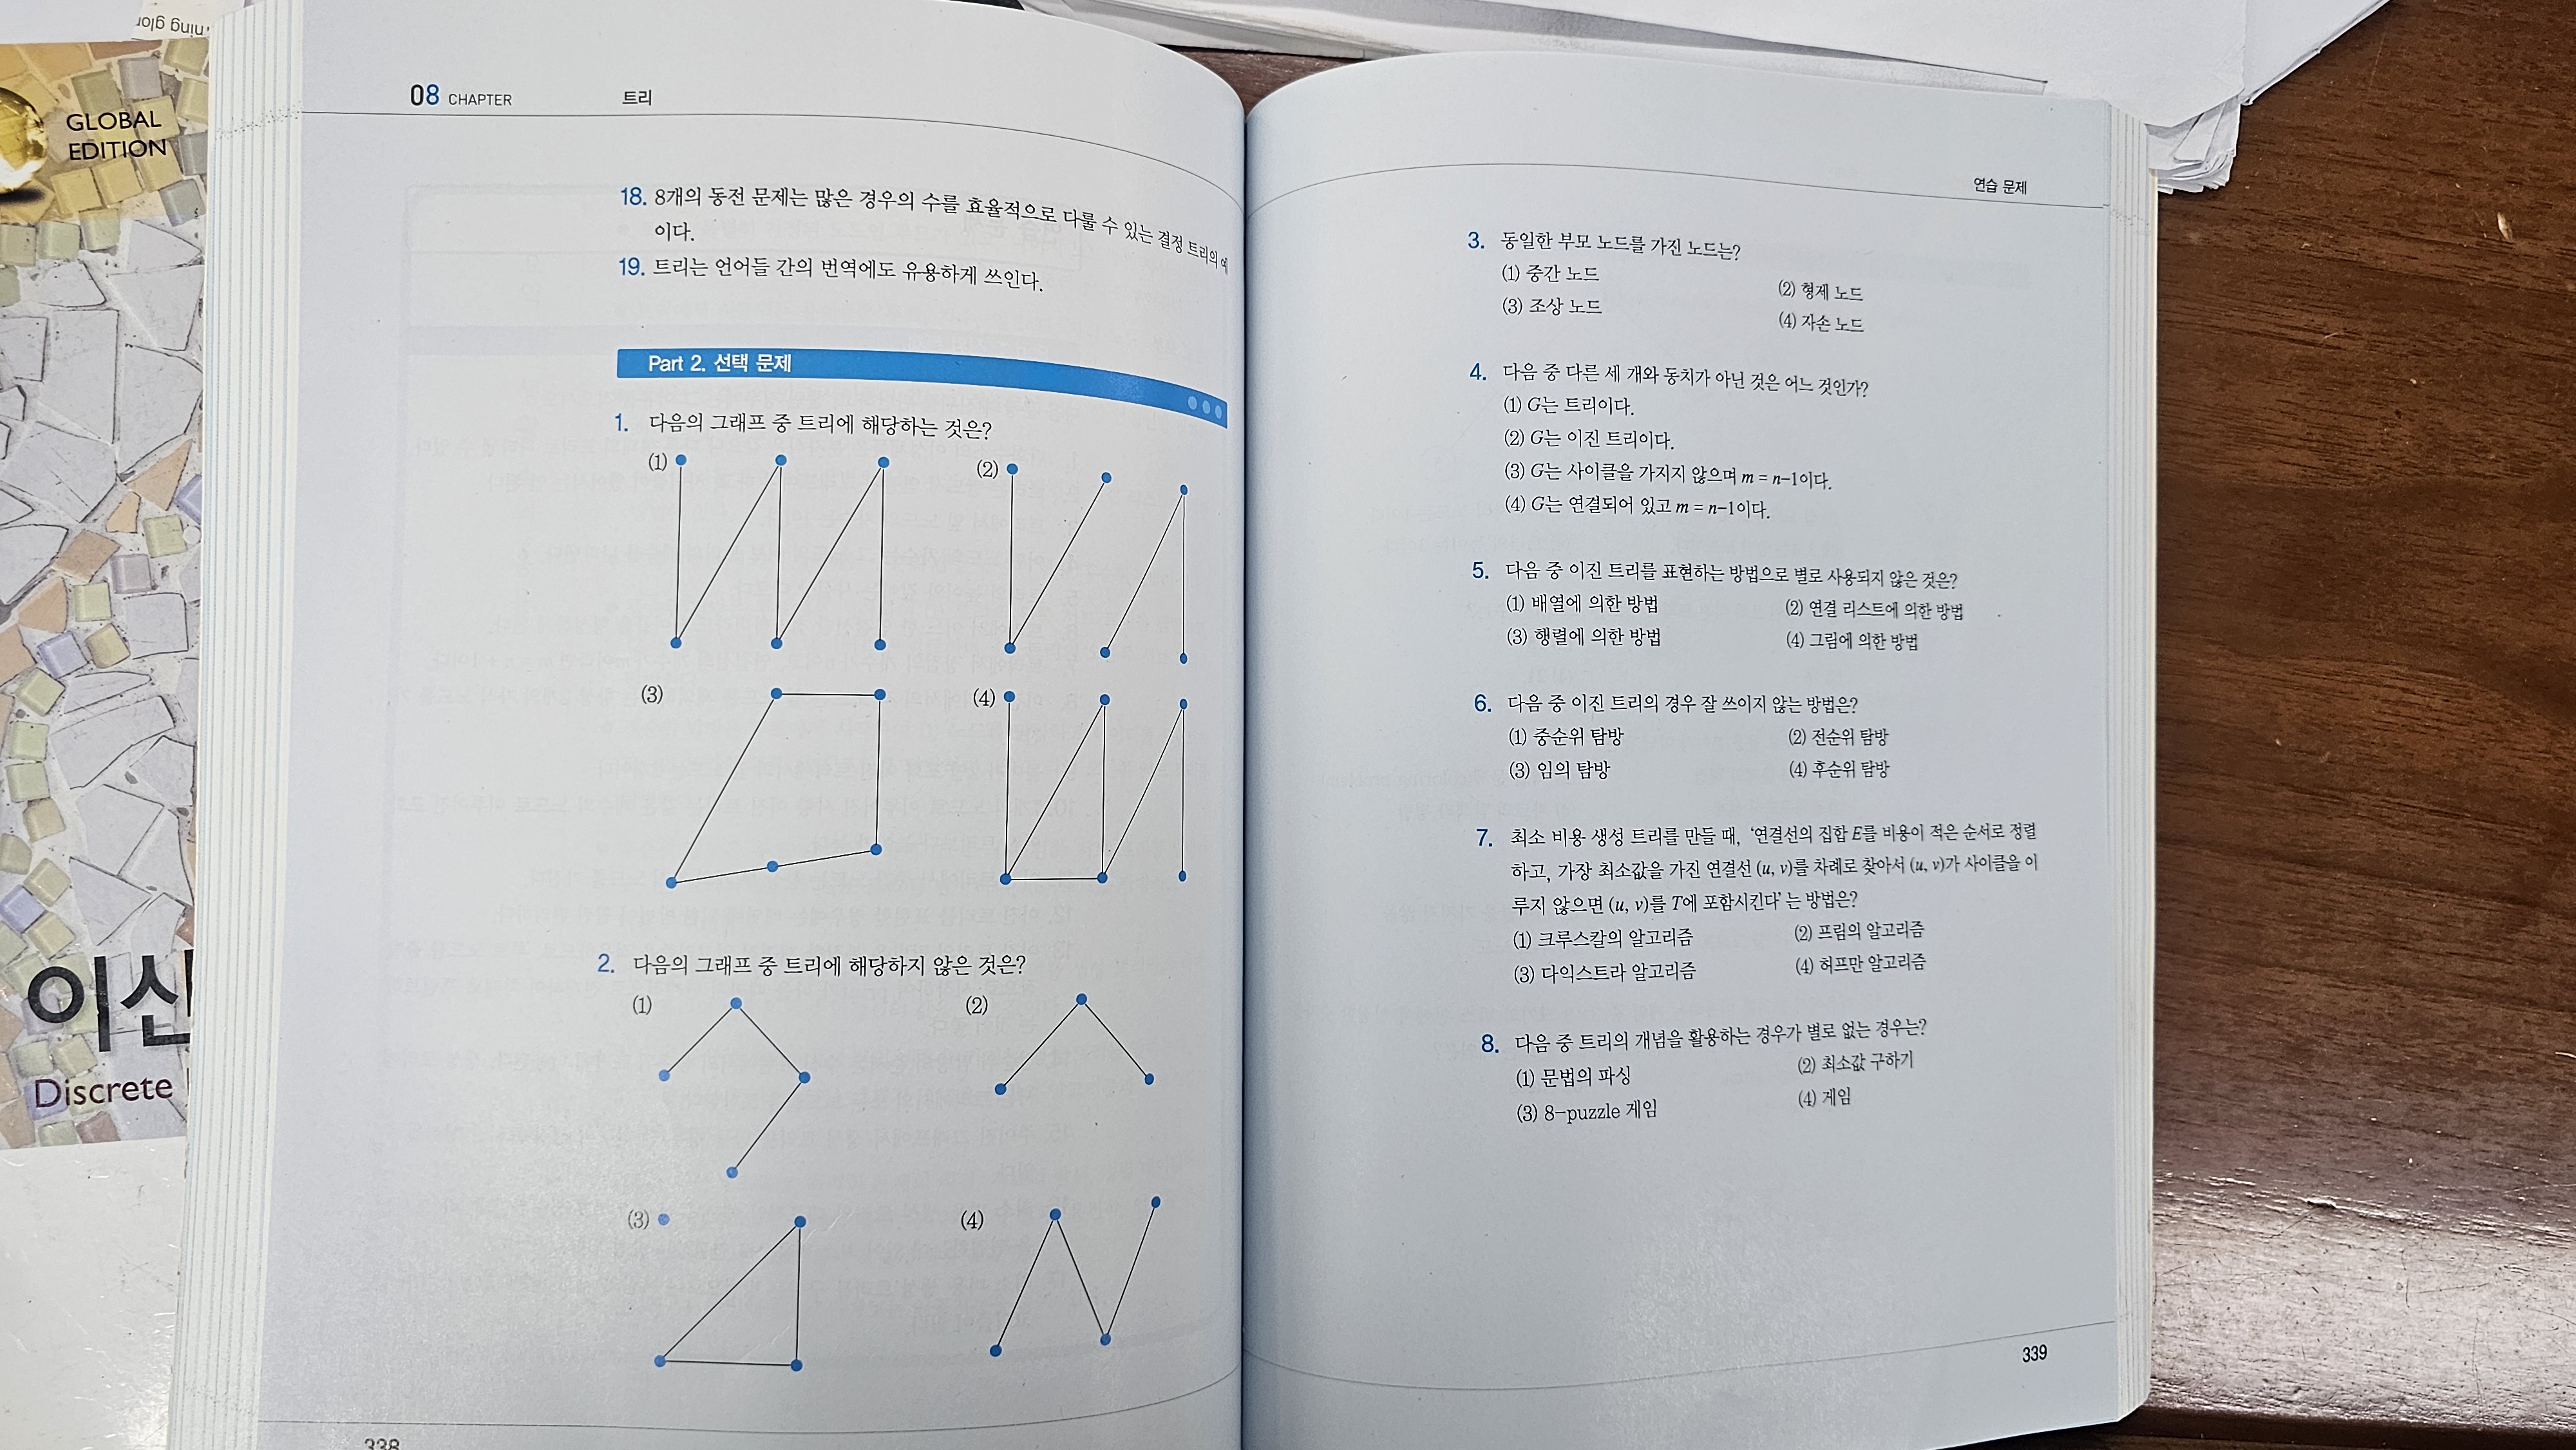 ning glor
GLOBAL
EDITION
이산
Discrete
08 CHAPTER 트리
18. 8개의 동전 문제는 많은 경우의 수를 효율적으로 다룰 수 있는 결정 트리의 예
이다.
19. 트리는 언어들 간의 번역에도 유용하게 쓰인다.
Part 2. 선택 문제
1. 다음의 그래프 중 트리에 해당하는 것은?
(1) (2)
(3) (4)
2. 다음의 그래프 중 트리에 해당하지 않은 것은?
(1) (2)
(3) (4)
338
연습 문제
3. 동일한 부모 노드를 가진 노드는?
(1) 중간 노드 (2) 형제 노드
(3) 조상 노드 (4) 자손 노드
4. 다음 중 다른 세 개와 동치가 아닌 것은 어느 것인가?
(1) G는 트리이다.
(2) G는 이진 트리이다.
(3) G는 사이클을 가지지 않으며 m = n−1이다.
(4) G는 연결되어 있고 m = n−1이다.
5. 다음 중 이진 트리를 표현하는 방법으로 별로 사용되지 않은 것은?
(1) 배열에 의한 방법 (2) 연결 리스트에 의한 방법
(3) 행렬에 의한 방법 (4) 그림에 의한 방법
6. 다음 중 이진 트리의 경우 잘 쓰이지 않는 방법은?
(1) 중순위 탐방 (2) 전순위 탐방
(3) 임의 탐방 (4) 후순위 탐방
7. 최소 비용 생성 트리를 만들 때, ‘연결선의 집합 E를 비용이 적은 순서로 정렬
하고, 가장 최소값을 가진 연결선 (u, v)를 차례로 찾아서 (u, v)가 사이클을 이
루지 않으면 (u, v)를 T에 포함시킨다’는 방법은?
(1) 크루스칼의 알고리즘 (2) 프림의 알고리즘
(3) 다익스트라 알고리즘 (4) 허프만 알고리즘
8. 다음 중 트리의 개념을 활용하는 경우가 별로 없는 경우는?
(1) 문법의 파싱 (2) 최소값 구하기
(3) 8−puzzle 게임 (4) 게임
339